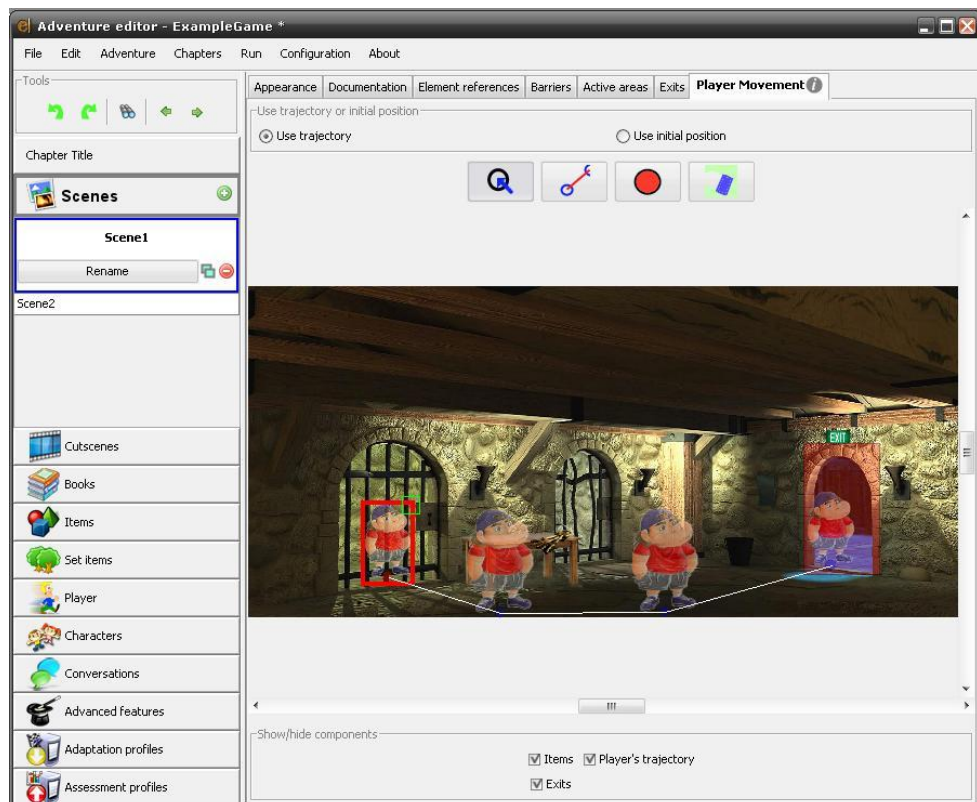 Adventure editor - ExampleGame *
File Edit Adventure Chapters Run Configuration About
Tools
Chapter Title
Scenes
Scene1
Rename
Scene2
Cutscenes
Books
Items
Set items
Player
Characters
Conversations
Advanced features
Adaptation profiles
Assessment profiles
Appearance Documentation Element references Barriers Active areas Exits Player Movement
Use trajectory or initial position
Use trajectory Use initial position
EXIT
Show/hide components
Items Player's trajectory
Exits